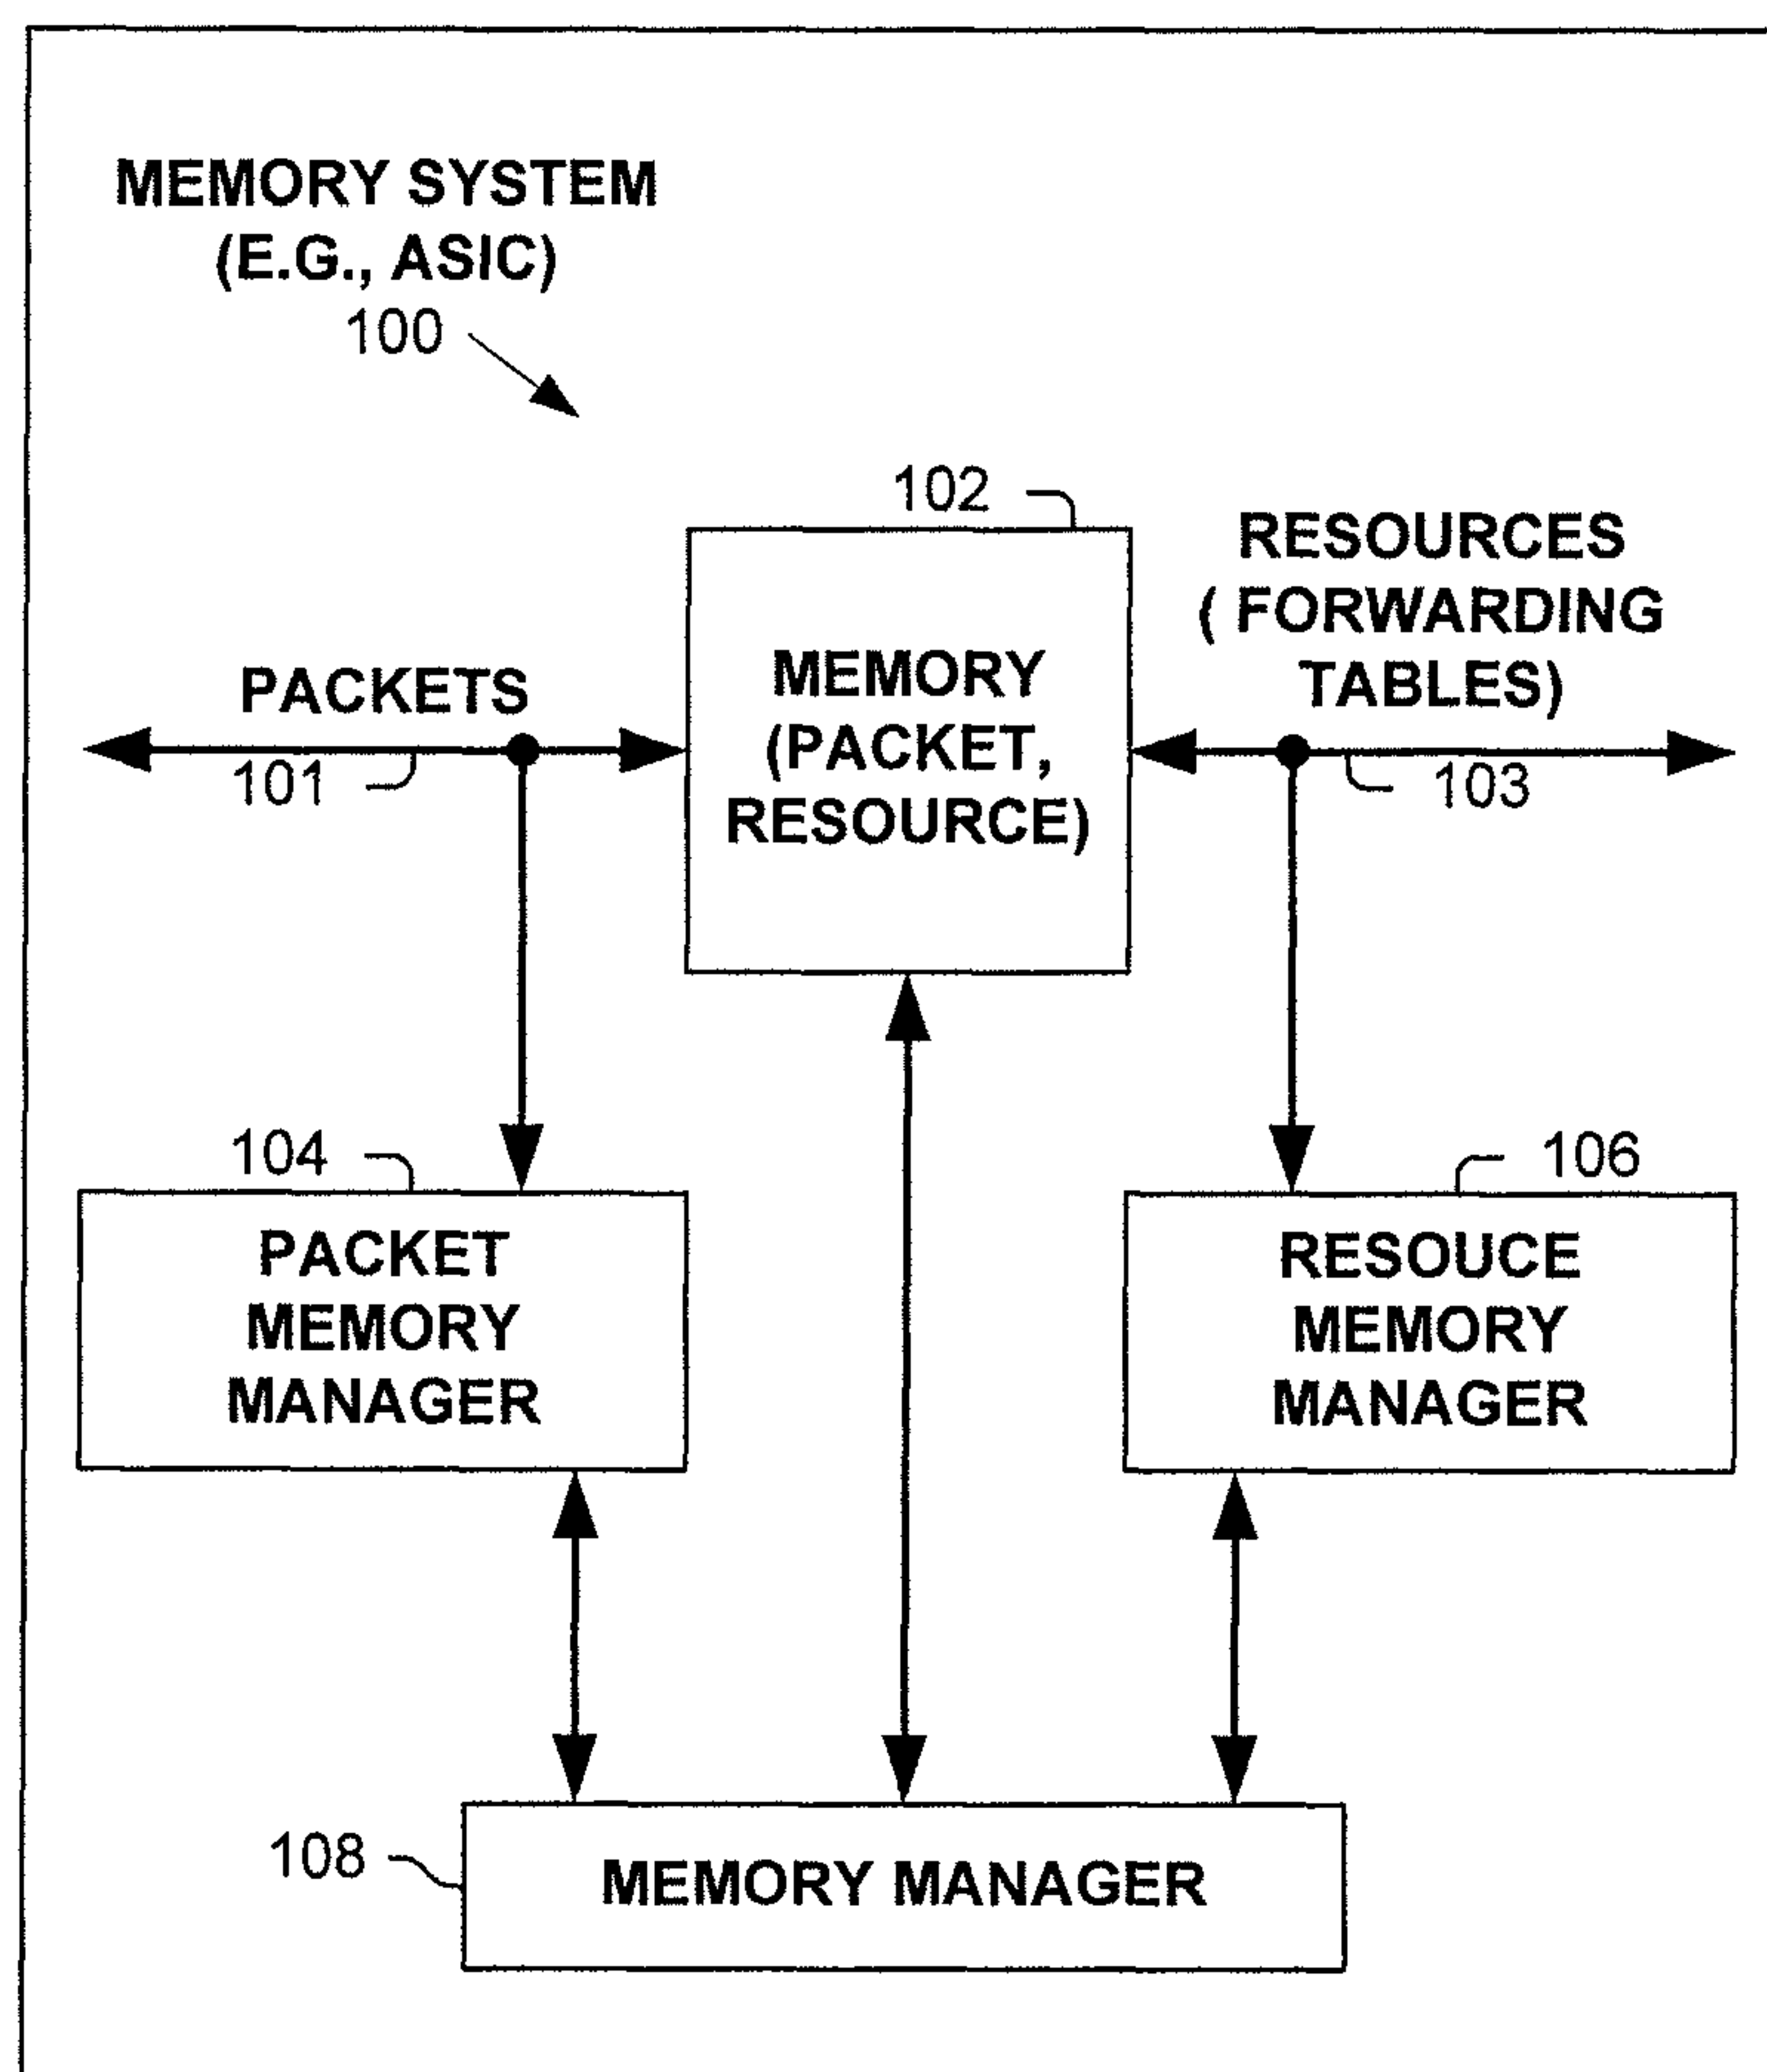 MEMORY SYSTEM
(E.G., ASIC)
100
102
RESOURCES
( FORWARDING
TABLES)
PACKETS
101
MEMORY
(PACKET,
RESOURCE)
103
104
PACKET
MEMORY
MANAGER
106
RESOUCE
MEMORY
MANAGER
108
MEMORY MANAGER